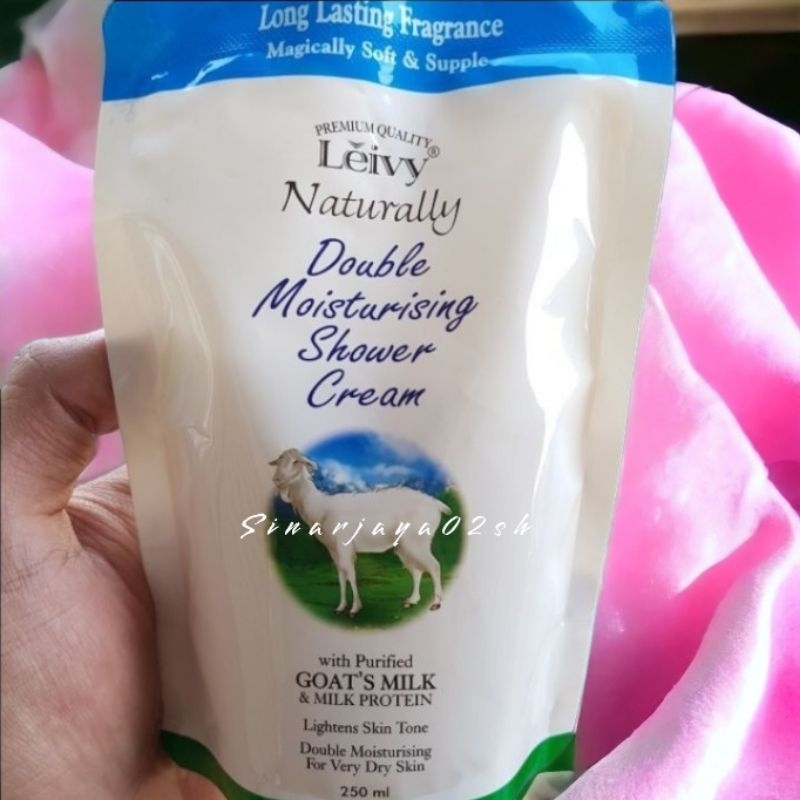 Long Lasting Fragrance
Magically Soft & Supple
PREMIUM QUALITY
Lĕivy®
Naturally
Double
Moisturising
Shower
Cream
Sinarjaya02sh
with Purified
GOAT'S MILK
& MILK PROTEIN
Lightens Skin Tone
Double Moisturising
For Very Dry Skin
250 ml